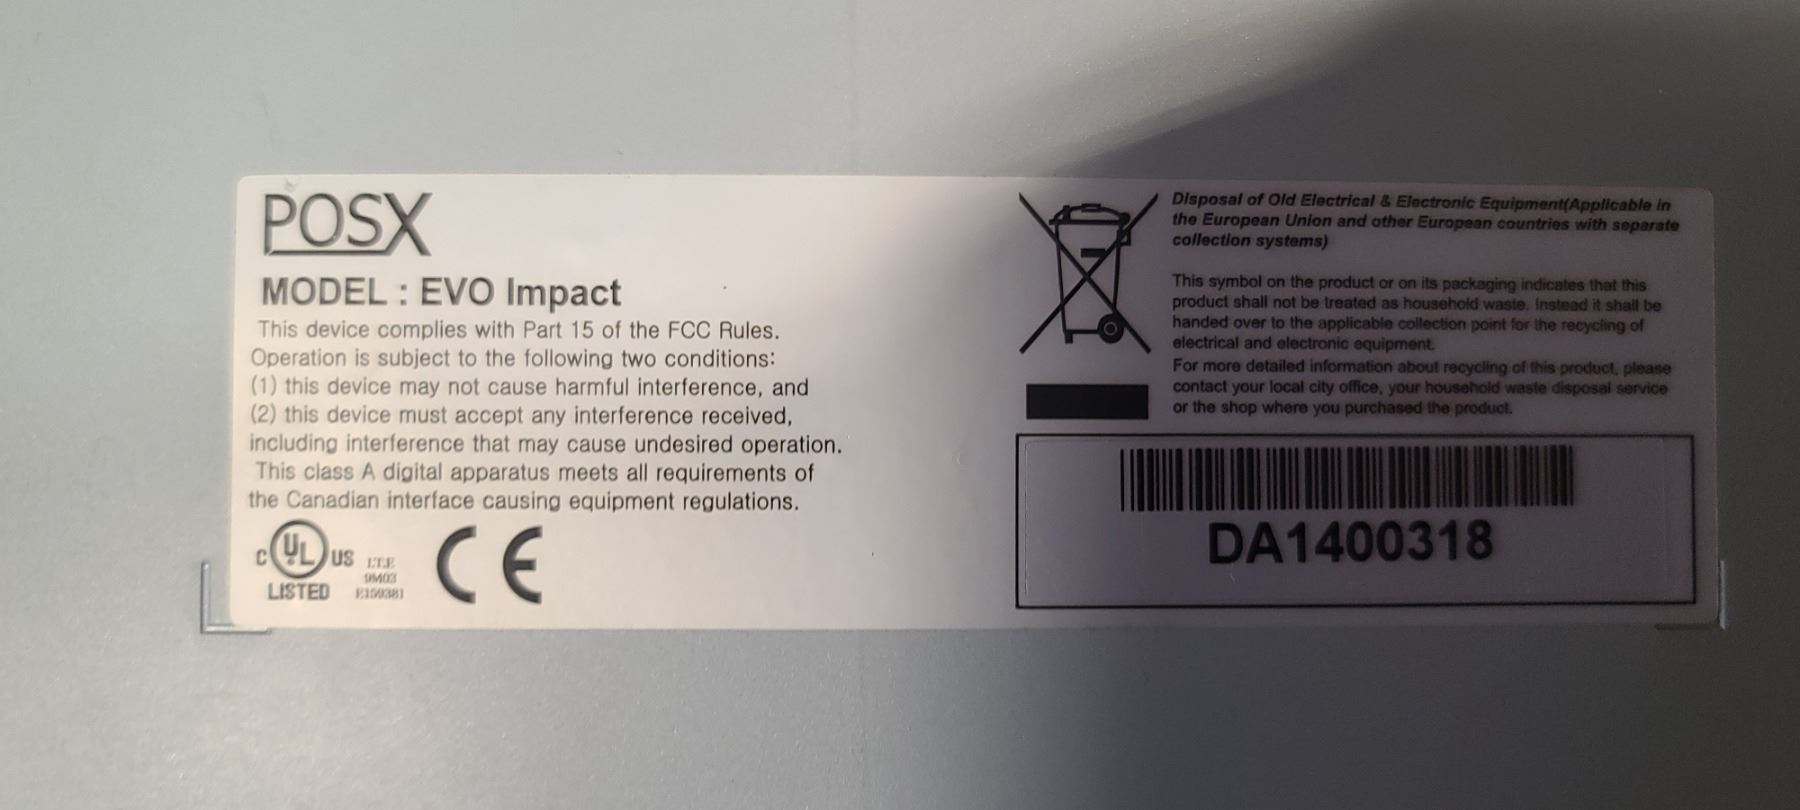 POSX
MODEL : EVO Impact
This device complies with Part 15 of the FCC Rules.
Operation is subject to the following two conditions:
(1) this device may not cause harmful interference, and
(2) this device must accept any interference received,
including interference that may cause undesired operation.
This class A digital apparatus meets all requirements of
the Canadian interface causing equipment regulations.
C UL US
LISTED
I.T.E
9M03
E150381
CE
Disposal of Old Electrical & Electronic Equipment(Applicable in
the European Union and other European countries with separate
collection systems)
This symbol on the product or on its packaging indicates that this
product shall not be treated as household waste. Instead it shall be
handed over to the applicable collection point for the recycling of
electrical and electronic equipment.
For more detailed information about recycling of this product, please
contact your local city office, your household waste disposal service
or the shop where you purchased the product.
DA1400318